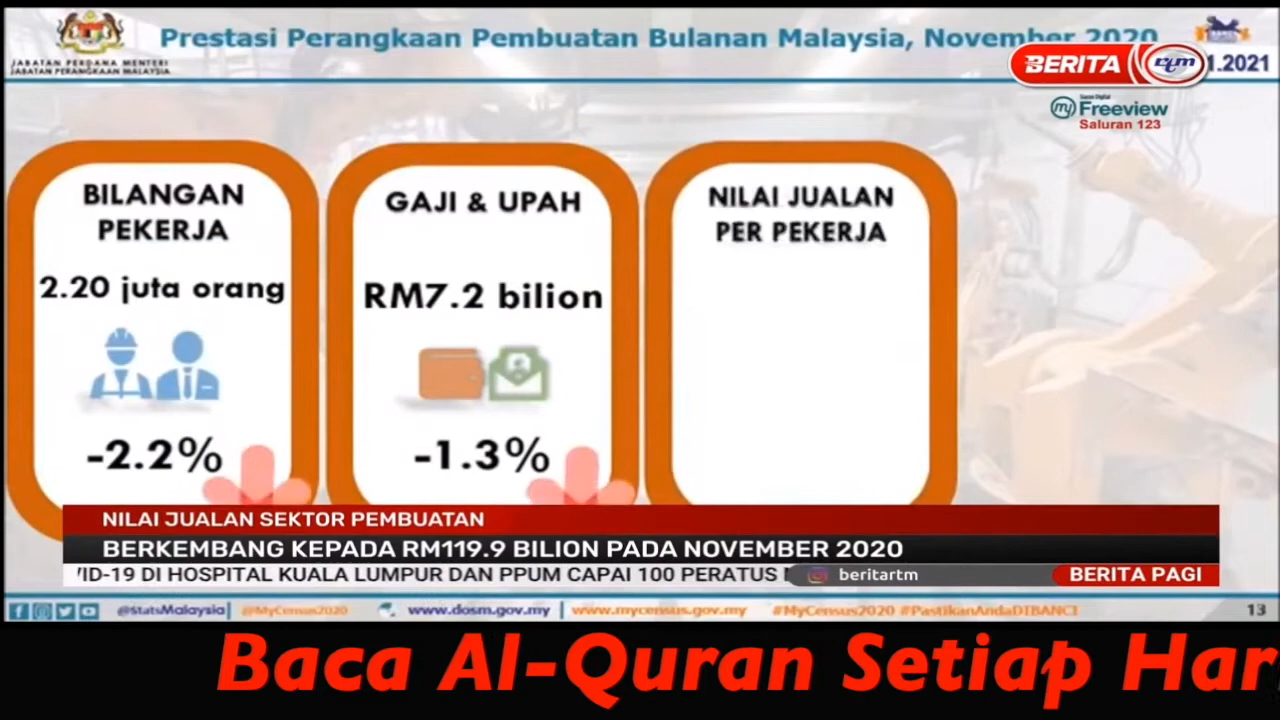 Prestasi Perangkaan Pembuatan Bulanan Malaysia, November 2020
JABATAN PERDANA MENTERI
JABATAN PERANGKAAN MALAYSIA
BERITA rtm
1.2021
my Freeview
Saluran 123
BILANGAN
PEKERJA
2.20 juta orang
-2.2%
GAJI & UPAH
RM7.2 bilion
-1.3%
NILAI JUALAN
PER PEKERJA
NILAI JUALAN SEKTOR PEMBUATAN
BERKEMBANG KEPADA RM119.9 BILION PADA NOVEMBER 2020
'ID-19 DI HOSPITAL KUALA LUMPUR DAN PPUM CAPAI 100 PERATUS
beritartm
BERITA PAGI
@StatsMalaysia | @MyCensus2020 www.dosm.gov.my | www.mycensus.gov.my #MyCensus2020 #PastikanAndaDIBANCI 13
Baca Al-Quran Setiap Har